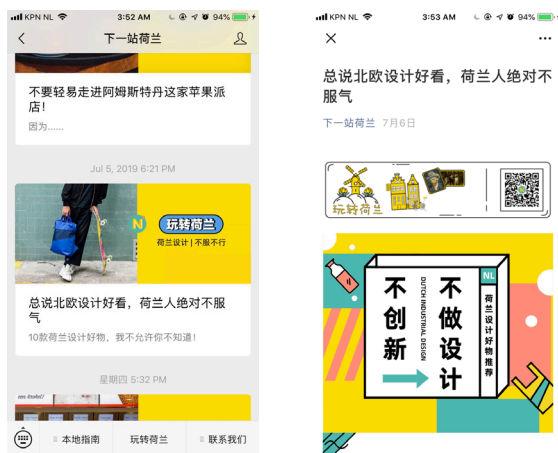 KPN NL
3:52 AM
94%
下一站荷兰
不要轻易走进阿姆斯特丹这家苹果派
店!
因为......
Jul 5, 2019 6:21 PM
N
玩转荷兰
荷兰设计 | 不服不行
总说北欧设计好看,荷兰人绝对不服
气
10款荷兰设计好物,我不允许你不知道!
星期四 5:32 PM
本地指南
玩转荷兰
联系我们
KPN NL
3:53 AM
94%
总说北欧设计好看,荷兰人绝对不
服气
下一站荷兰 7月6日
玩转荷兰
不创新
DUTCH INDUSTRIAL DESIGN
不做设计
NL
荷兰设计好物推荐